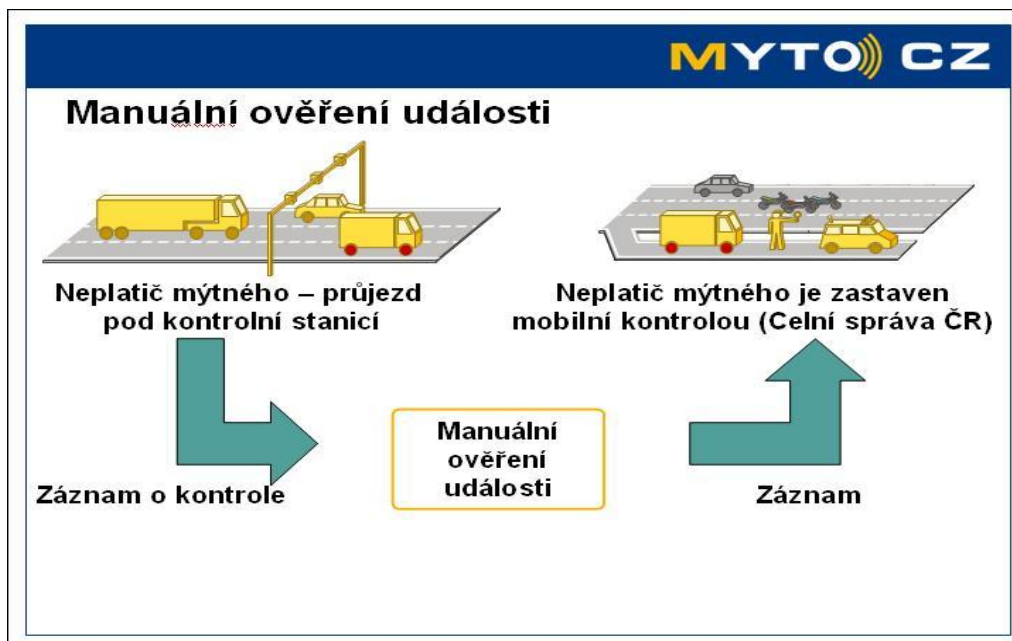 MYTO CZ
Manuální ověření události
Neplatič mýtného – průjezd
pod kontrolní stanicí
Neplatič mýtného je zastaven
mobilní kontrolou (Celní správa ČR)
Manuální
ověření
události
Záznam o kontrole
Záznam